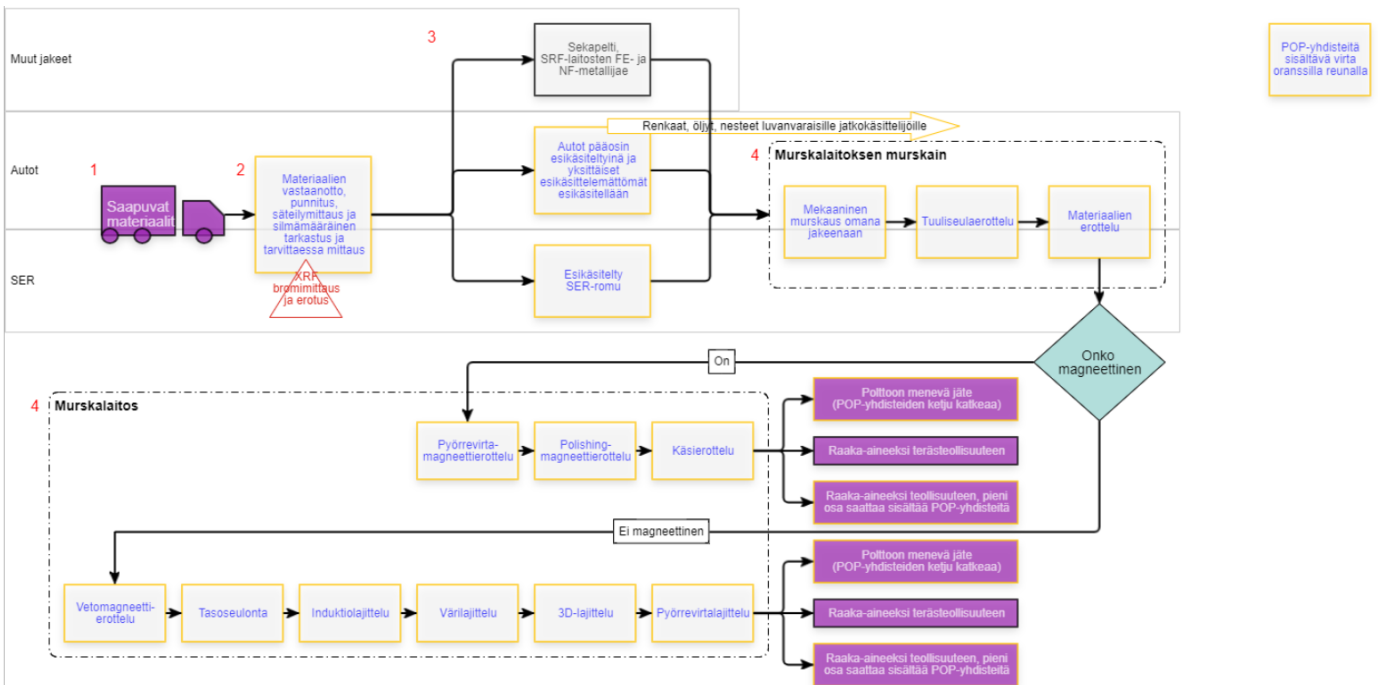 3
Muut jakeet
Sekapelti,
SRF-laitosten FE- ja
NF-metallijae
POP-yhdisteitä
sisältävä virta
oranssilla reunalla
Renkaat, öljyt, nesteet luvanvaraisille jatkokäsittelijöille
Autot
1
Saapuvat
materiaalit
2
Materiaalien
vastaanotto,
punnitus,
säteilymittaus ja
silmämääräinen
tarkastus ja
tarvittaessa mittaus
XRF
bromimittaus
ja erotus
Autot pääosin
esikäsiteltyinä ja
yksittäiset
esikäsittelemättömät
esikäsitellään
4
Murskalaitoksen murskain
Mekaaninen
murskaus omana
jakeenaan
Tuuliseulaerottelu
Materiaalien
erottelu
SER
Esikäsitelty
SER-romu
Onko
magneettinen
On
4
Murskalaitos
Pyörrevirta-
magneettierottelu
Polishing-
magneettierottelu
Käsierottelu
Polttoon menevä jäte
(POP-yhdisteiden ketju katkeaa)
Raaka-aineeksi terästeollisuuteen
Raaka-aineeksi teollisuuteen, pieni
osa saattaa sisältää POP-yhdisteitä
Ei magneettinen
Vetomagneetti-
erottelu
Tasoseulonta
Induktiolajittelu
Värilajittelu
3D-lajittelu
Pyörrevirtalajittelu
Polttoon menevä jäte
(POP-yhdisteiden ketju katkeaa)
Raaka-aineeksi terästeollisuuteen
Raaka-aineeksi teollisuuteen, pieni
osa saattaa sisältää POP-yhdisteitä